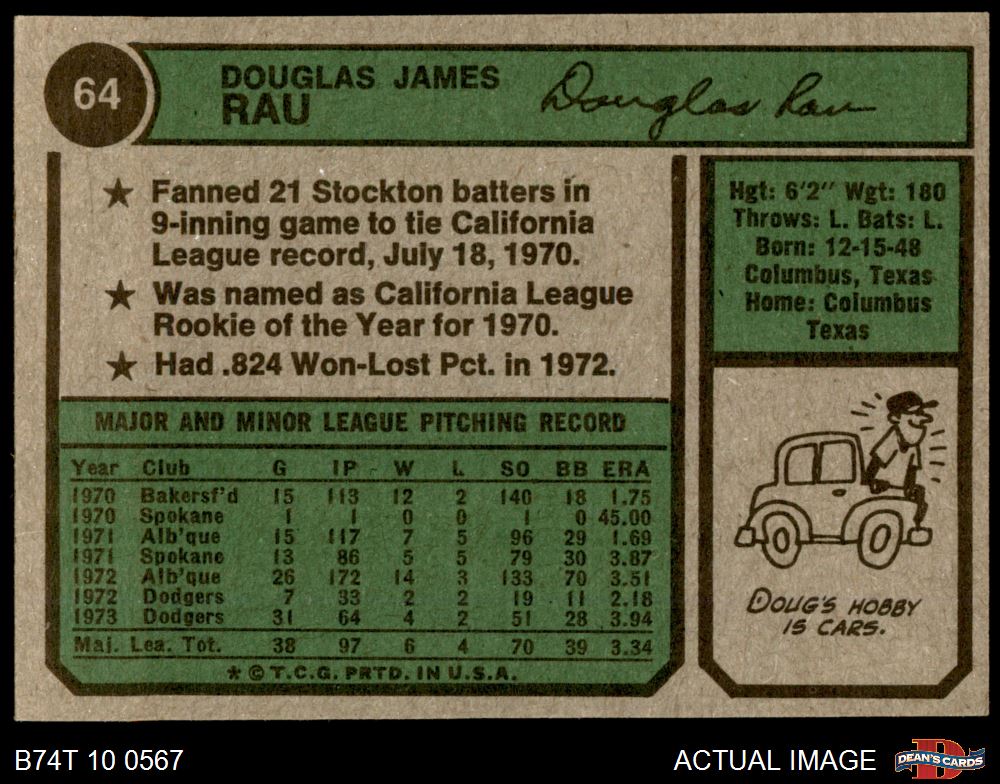 64
DOUGLAS JAMES
RAU
Douglas Rau
★ Fanned 21 Stockton batters in
9-inning game to tie California
League record, July 18, 1970.
★ Was named as California League
Rookie of the Year for 1970.
★ Had .824 Won-Lost Pct. in 1972.
Hgt: 6'2" Wgt: 180
Throws: L. Bats: L.
Born: 12-15-48
Columbus, Texas
Home: Columbus
Texas
MAJOR AND MINOR LEAGUE PITCHING RECORD
Year Club G IP W L SO BB ERA
1970 Bakersf'd 15 113 12 2 140 18 1.75
1970 Spokane 1 1 0 0 1 0 45.00
1971 Alb'que 15 117 7 5 96 29 1.69
1971 Spokane 13 86 5 5 79 30 3.87
1972 Alb'que 26 172 14 3 133 70 3.51
1972 Dodgers 7 33 2 2 19 11 2.18
1973 Dodgers 31 64 4 2 51 28 3.94
Maj. Lea. Tot. 38 97 6 4 70 39 3.34
* © T.C.G. PRTD. IN U.S.A.
DOUG'S HOBBY
IS CARS.
B74T 10 0567
ACTUAL IMAGE
DEAN'S CARDS